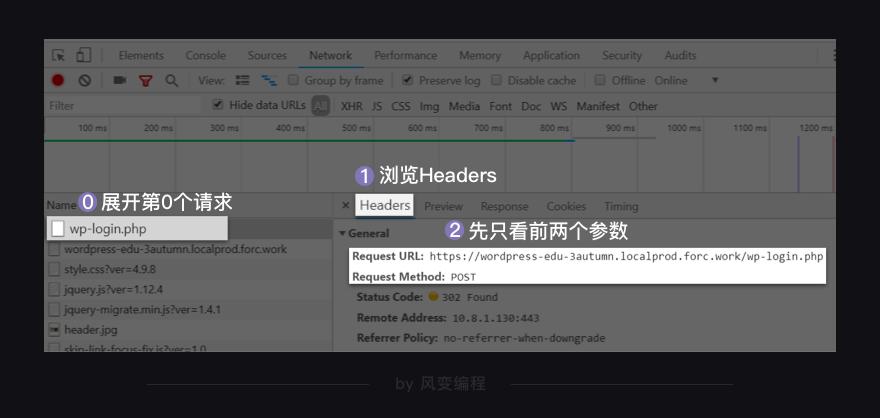 Elements Console Sources Network Performance Memory Application Security Audits
View: Group by frame Preserve log Disable cache Offline Online
Filter Hide data URLs All XHR JS CSS Img Media Font Doc WS Manifest Other
100 ms 200 ms 300 ms 400 ms 500 ms 600 ms 700 ms 800 ms 900 ms 1000 ms 1100 ms 1200 ms
1 浏览Headers
Name 0 展开第0个请求
× Headers Preview Response Cookies Timing
wp-login.php
2 先只看前两个参数
General
wordpress-edu-3autumn.localprod.forc.work
Request URL: https://wordpress-edu-3autumn.localprod.forc.work/wp-login.php
style.css?ver=4.9.8
Request Method: POST
jquery.js?ver=1.12.4
Status Code: 302 Found
jquery-migrate.min.js?ver=1.4.1
Remote Address: 10.8.1.130:443
header.jpg
Referrer Policy: no-referrer-when-downgrade
skip-link-focus-fix.js?ver=1.0
by 风变编程